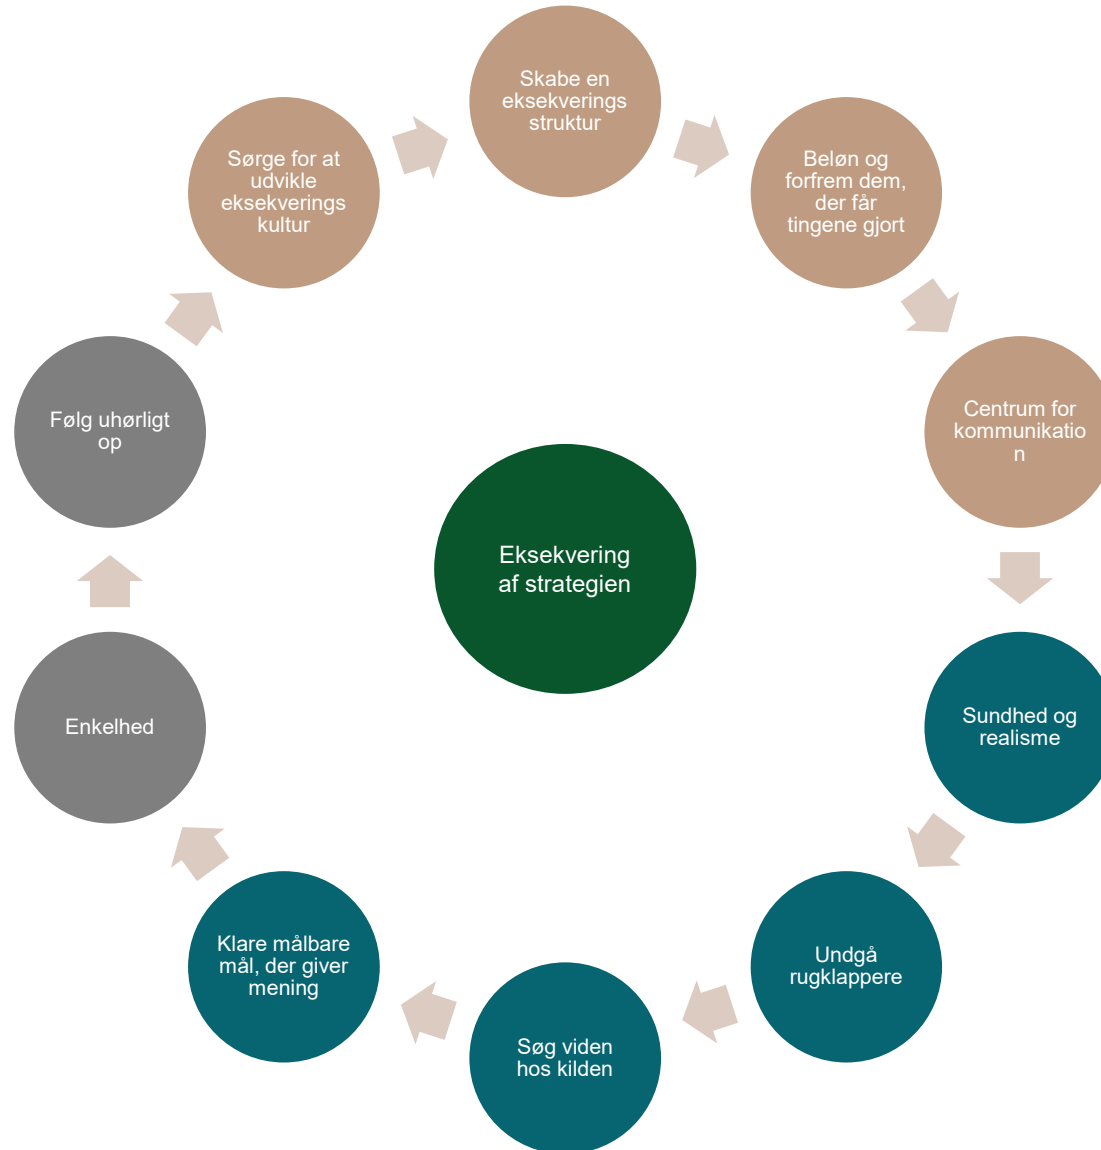 Skabe en
eksekverings
struktur
Beløn og
forfrem dem,
der får
tingene gjort
Centrum for
kommunikatio
n
Sundhed og
realisme
Undgå
rugklappere
Søg viden
hos kilden
Klare målbare
mål, der giver
mening
Enkelhed
Følg uhørligt
op
Sørge for at
udvikle
eksekverings
kultur
Eksekvering
af strategien